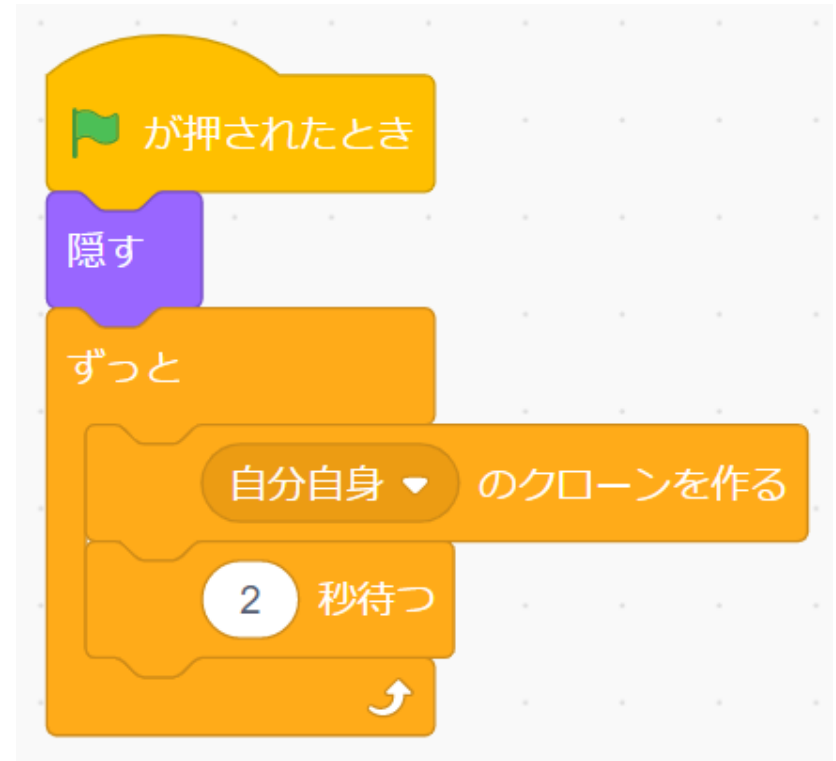 が押されたとき
隠す
ずっと
自分自身 のクローンを作る
2 秒待つ